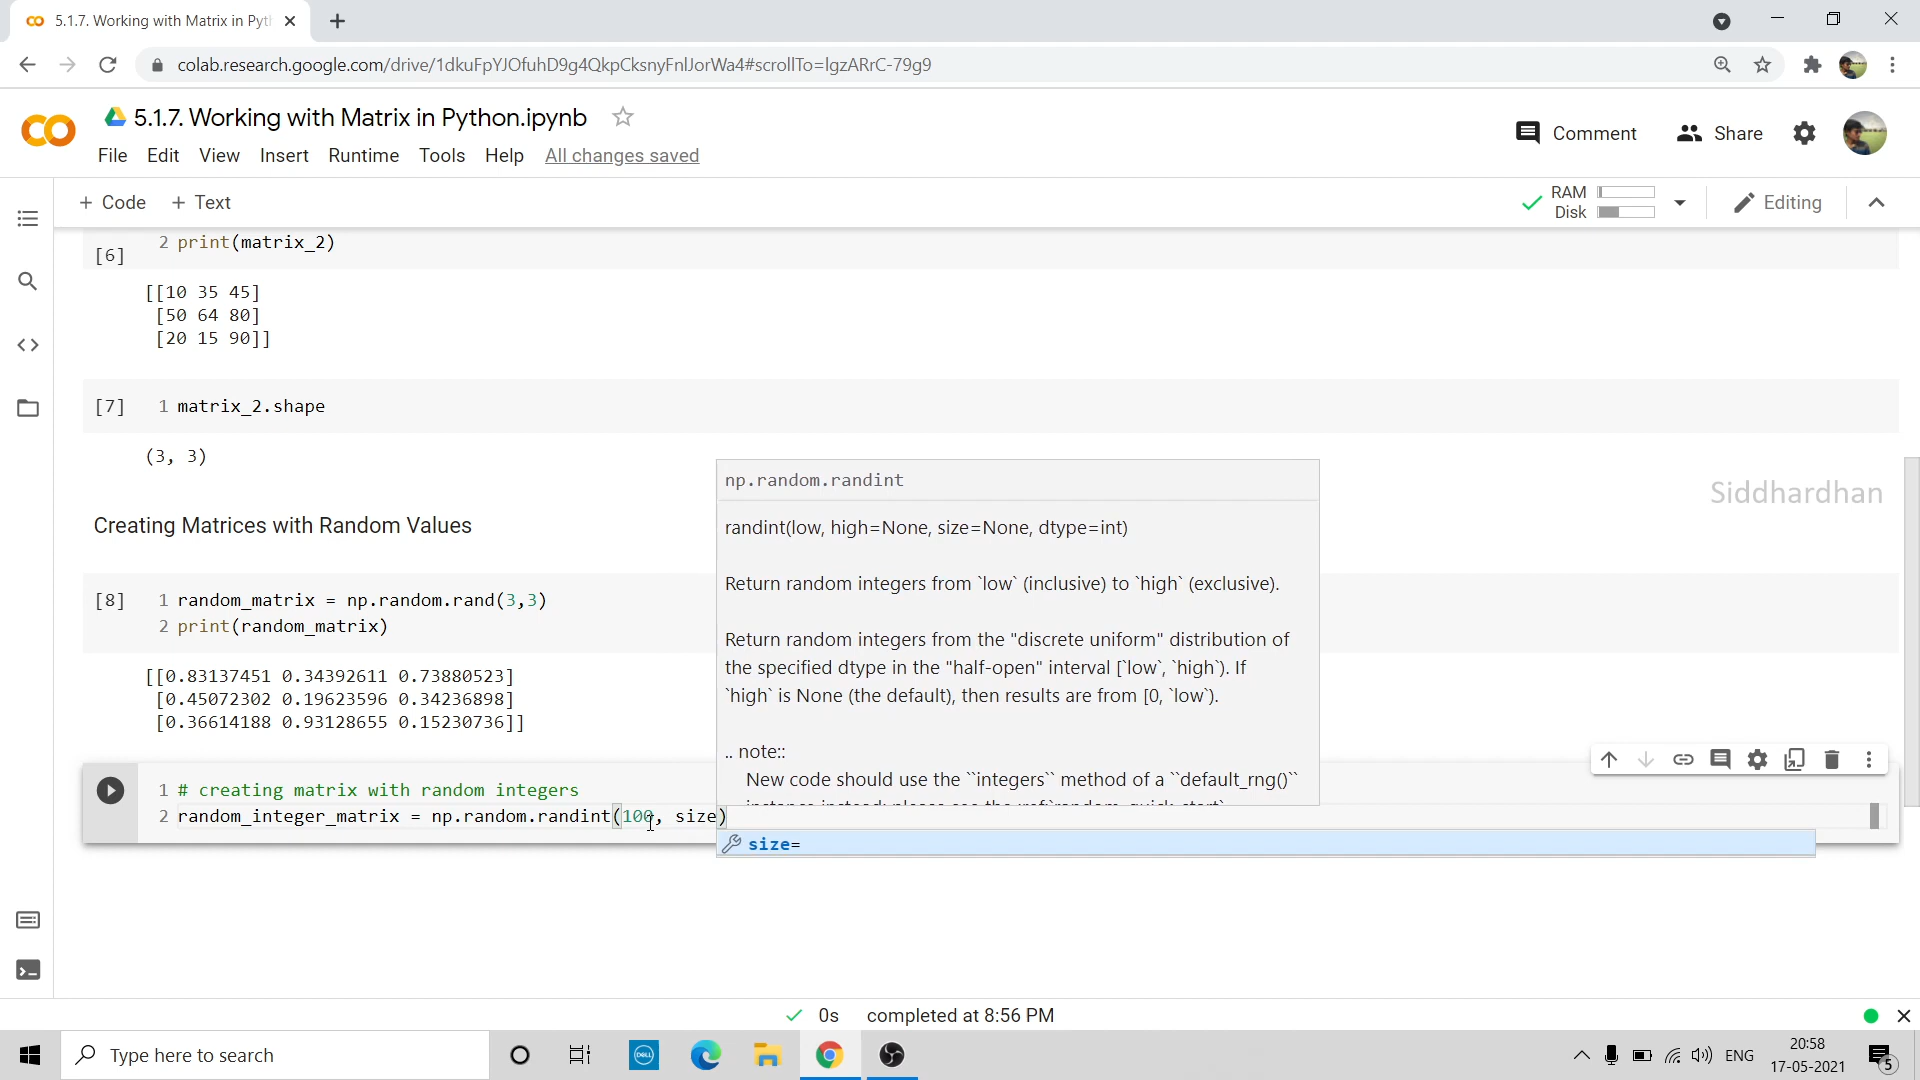 5.1.7. Working with Matrix in Pyth
colab.research.google.com/drive/1dkuFpYJOfuhD9g4QkpCksnyFnlJorWa4#scrollTo=lgzARrC-79g9
5.1.7. Working with Matrix in Python.ipynb
Comment
Share
File Edit View Insert Runtime Tools Help All changes saved
+ Code + Text
RAM
Disk
Editing
[6]
2 print(matrix_2)
[[10 35 45]
[50 64 80]
[20 15 90]]
[7] 1 matrix_2.shape
(3, 3)
Siddhardhan
Creating Matrices with Random Values
[8] 1 random_matrix = np.random.rand(3,3)
2 print(random_matrix)
[[0.83137451 0.34392611 0.73880523]
[0.45072302 0.19623596 0.34236898]
[0.36614188 0.93128655 0.15230736]]
np.random.randint
randint(low, high=None, size=None, dtype=int)
Return random integers from `low` (inclusive) to `high` (exclusive).
Return random integers from the "discrete uniform" distribution of
the specified dtype in the "half-open" interval [`low`, `high`). If
`high` is None (the default), then results are from [0, `low`).
.. note::
New code should use the ``integers`` method of a ``default_rng()``
1 # creating matrix with random integers
2 random_integer_matrix = np.random.randint(100, size)
size=
0s completed at 8:56 PM
Type here to search
DELL
ENG
20:58
17-05-2021
5